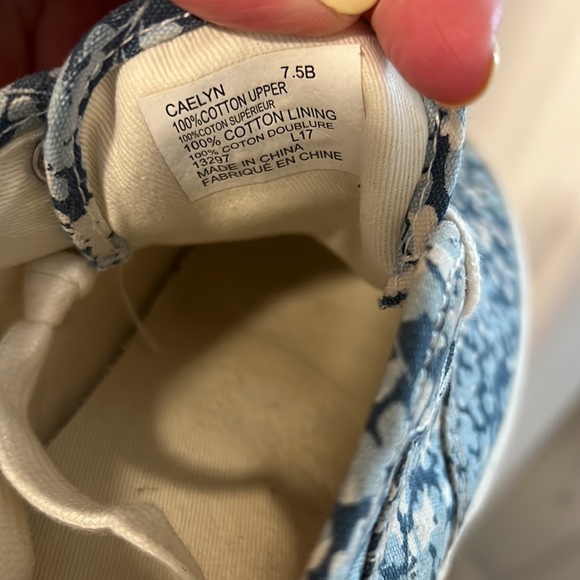 CAELYN 7.5B
100%COTTON UPPER
100%COTON SUPÉRIEUR
100% COTTON LINING
100% COTON DOUBLURE
13297 L17
MADE IN CHINA
FABRIQUÉ EN CHINE